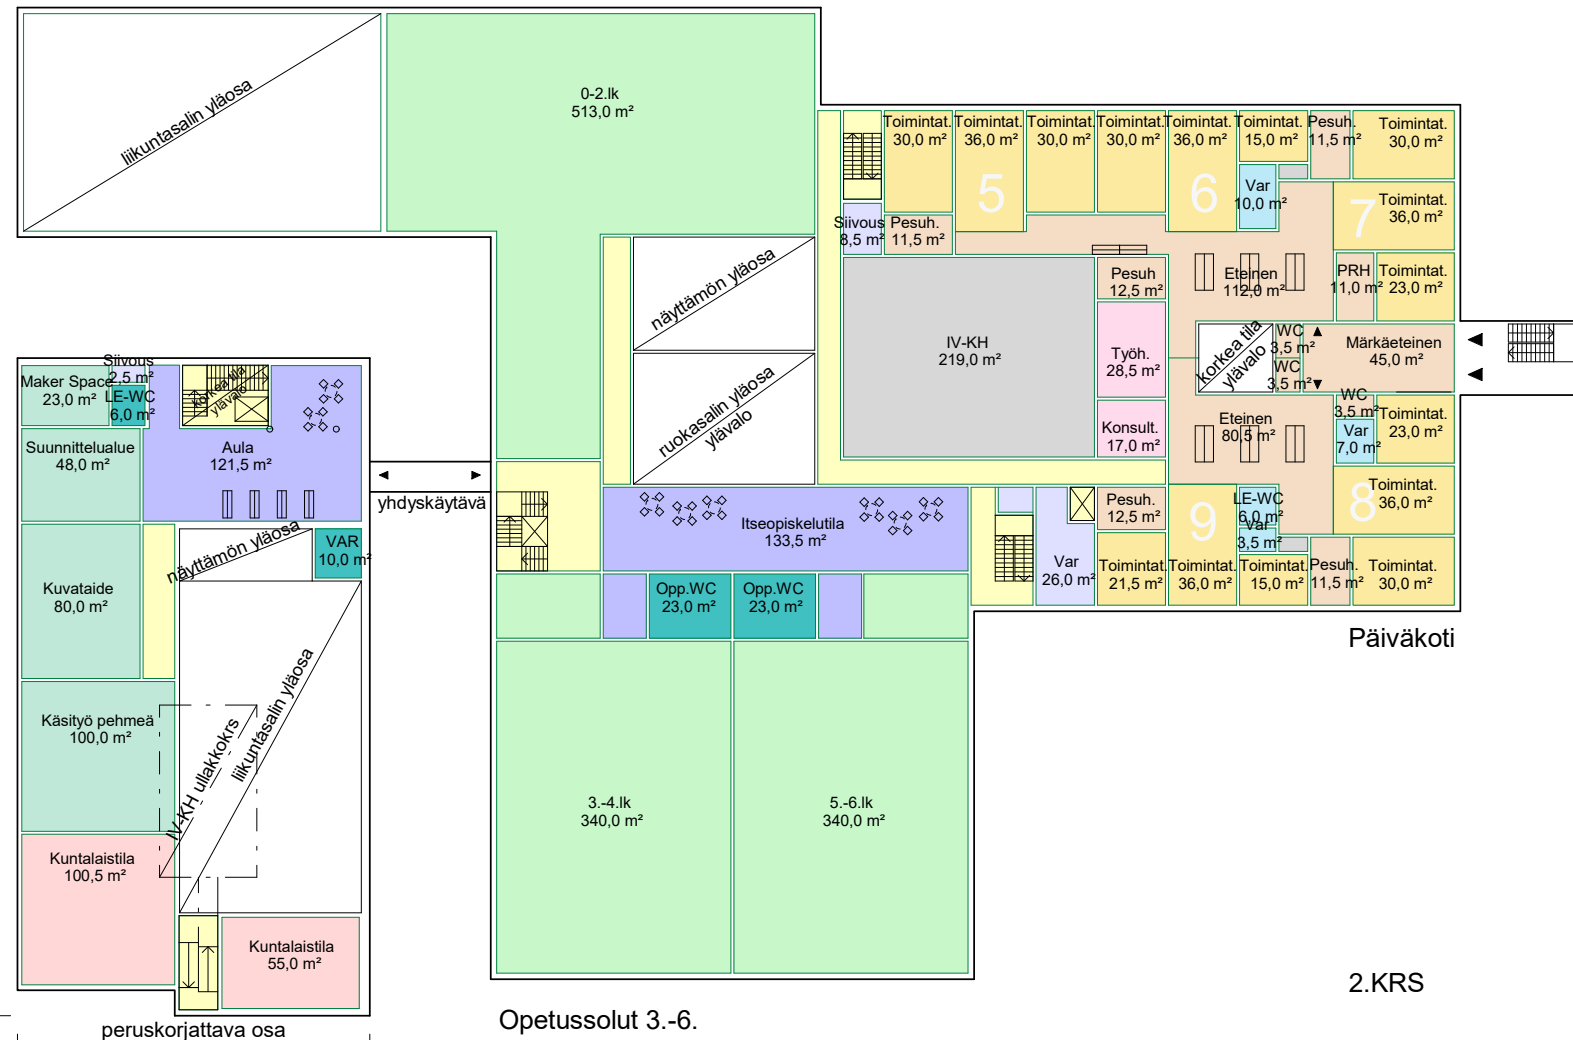 liikuntasalin yläosa
0-2.lk
513,0 m²
Toimintat.
30,0 m²
Toimintat.
36,0 m²
5
Toimintat.
30,0 m²
Toimintat.
30,0 m²
Toimintat.
36,0 m²
6
Toimintat.
15,0 m²
Pesuh.
11,5 m²
Toimintat.
30,0 m²
Var
10,0 m²
7
Toimintat.
36,0 m²
Siivous
8,5 m²
Pesuh.
11,5 m²
näyttämön yläosa
Pesuh
12,5 m²
Eteinen
112,0 m²
PRH
11,0 m²
Toimintat.
23,0 m²
IV-KH
219,0 m²
Työh.
28,5 m²
korkea tila
ylävalo
WC
3,5 m²
WC
3,5 m²
Märkäeteinen
45,0 m²
ruokasalin yläosa
ylävalo
Konsult.
17,0 m²
Eteinen
80,5 m²
WC
3,5 m²
Var
7,0 m²
Toimintat.
23,0 m²
Siivous
2,5 m²
Maker Space
23,0 m²
LE-WC
6,0 m²
korkea tila
ylävalo
Suunnittelualue
48,0 m²
Aula
121,5 m²
yhdyskäytävä
Itseopiskelutila
133,5 m²
Pesuh.
12,5 m²
9
LE-WC
6,0 m²
Var
3,5 m²
8
Toimintat.
36,0 m²
näyttämön yläosa
VAR
10,0 m²
Var
26,0 m²
Toimintat.
21,5 m²
Toimintat.
36,0 m²
Toimintat.
15,0 m²
Pesuh.
11,5 m²
Toimintat.
30,0 m²
Kuvataide
80,0 m²
Opp.WC
23,0 m²
Opp.WC
23,0 m²
Päiväkoti
Käsityö pehmeä
100,0 m²
IV-KH ullakkokrs
liikuntasalin yläosa
3.-4.lk
340,0 m²
5.-6.lk
340,0 m²
Kuntalaistila
100,5 m²
Kuntalaistila
55,0 m²
2.KRS
Opetussolut 3.-6.
peruskorjattava osa